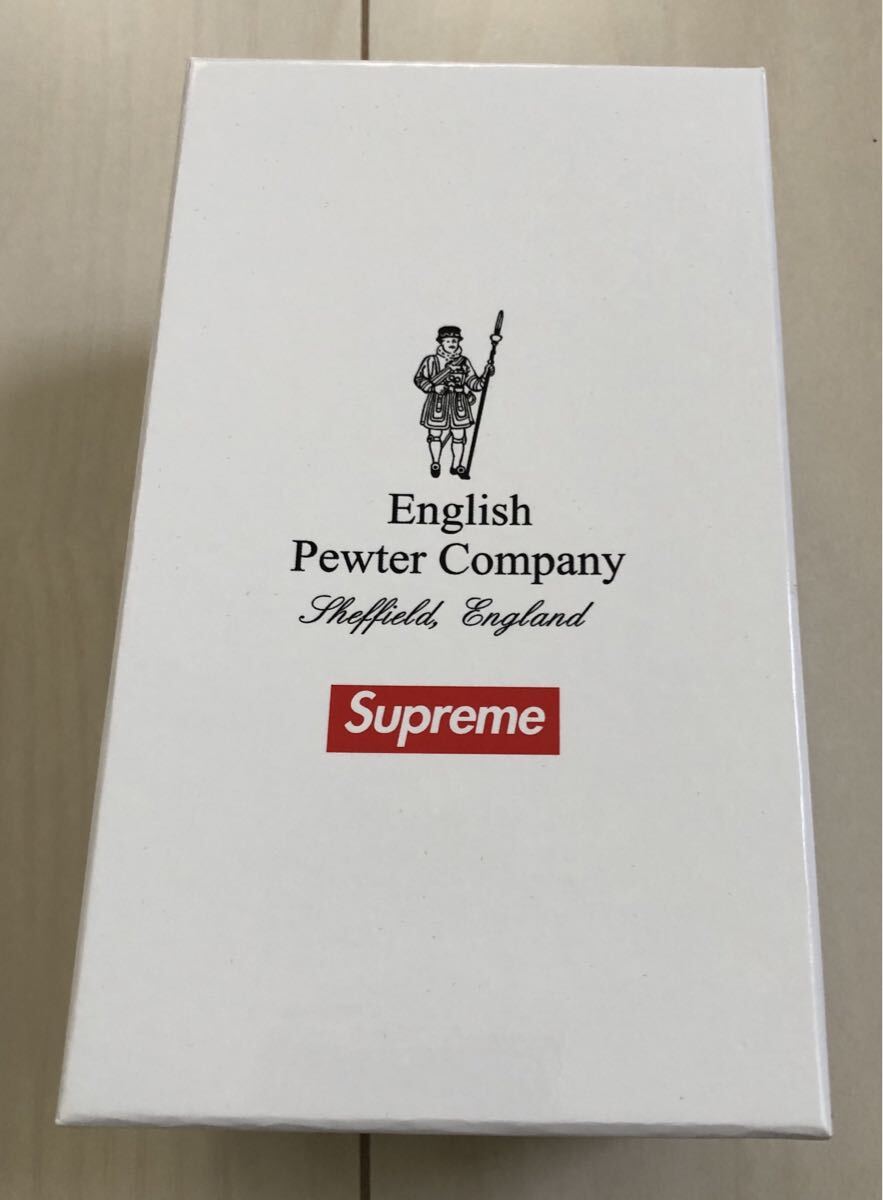 English
Pewter Company
Sheffield, England
Supreme